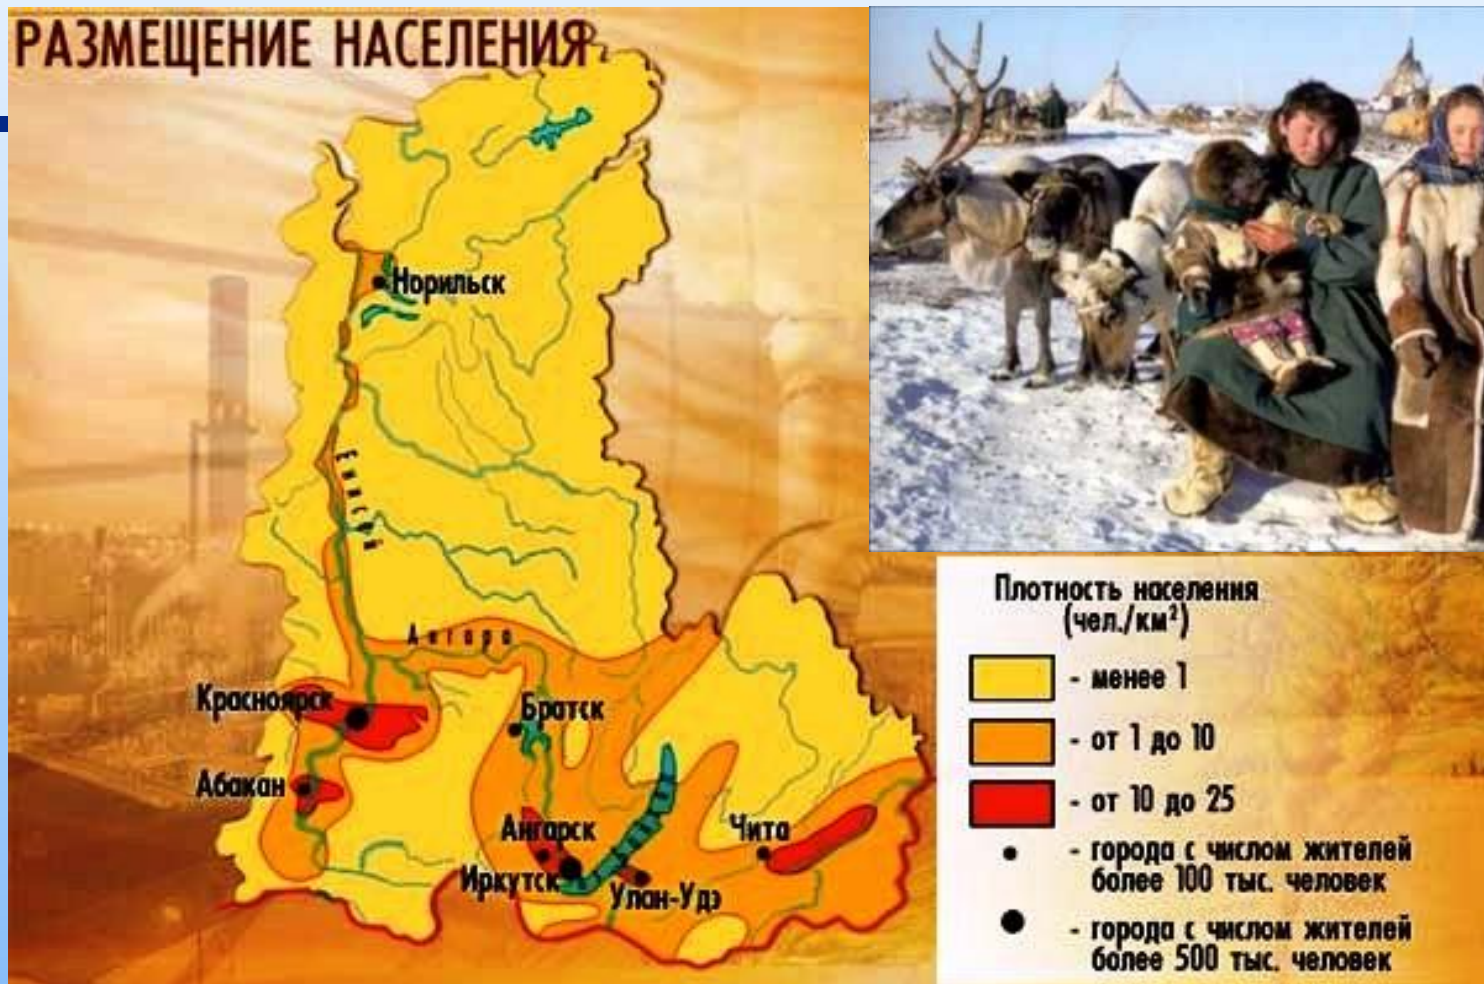 РАЗМЕЩЕНИЕ НАСЕЛЕНИЯ
Норильск
Енисей
Ангара
Красноярск
Братск
Абакан
Ангарск
Чита
Иркутск
Улан-Удэ
Плотность населения
(чел./км²)
- менее 1
- от 1 до 10
- от 10 до 25
- города с числом жителей
более 100 тыс. человек
- города с числом жителей
более 500 тыс. человек